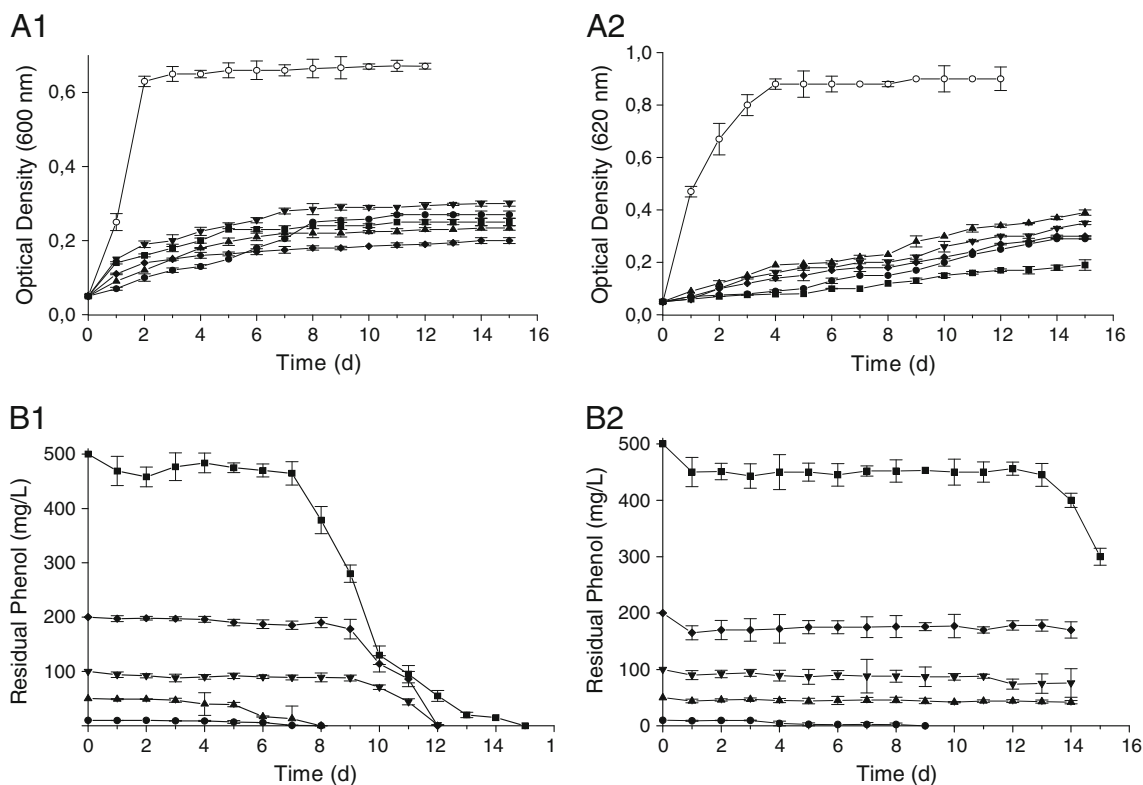 A1
Optical Density (600 nm)
0,6
0,4
0,2
0,0
0 2 4 6 8 10 12 14 16
Time (d)
A2
Optical Density (620 nm)
1,0
0,8
0,6
0,4
0,2
0,0
0 2 4 6 8 10 12 14 16
Time (d)
B1
Residual Phenol (mg/L)
500
400
300
200
100
0 2 4 6 8 10 12 14 1
Time (d)
B2
Residual Phenol (mg/L)
500
400
300
200
100
0
0 2 4 6 8 10 12 14 16
Time (d)